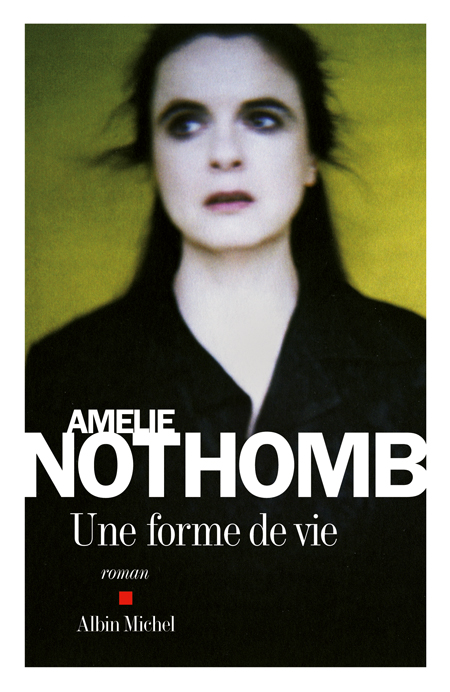 AMELIE
NOTHOMB
Une forme de vie
roman
Albin Michel